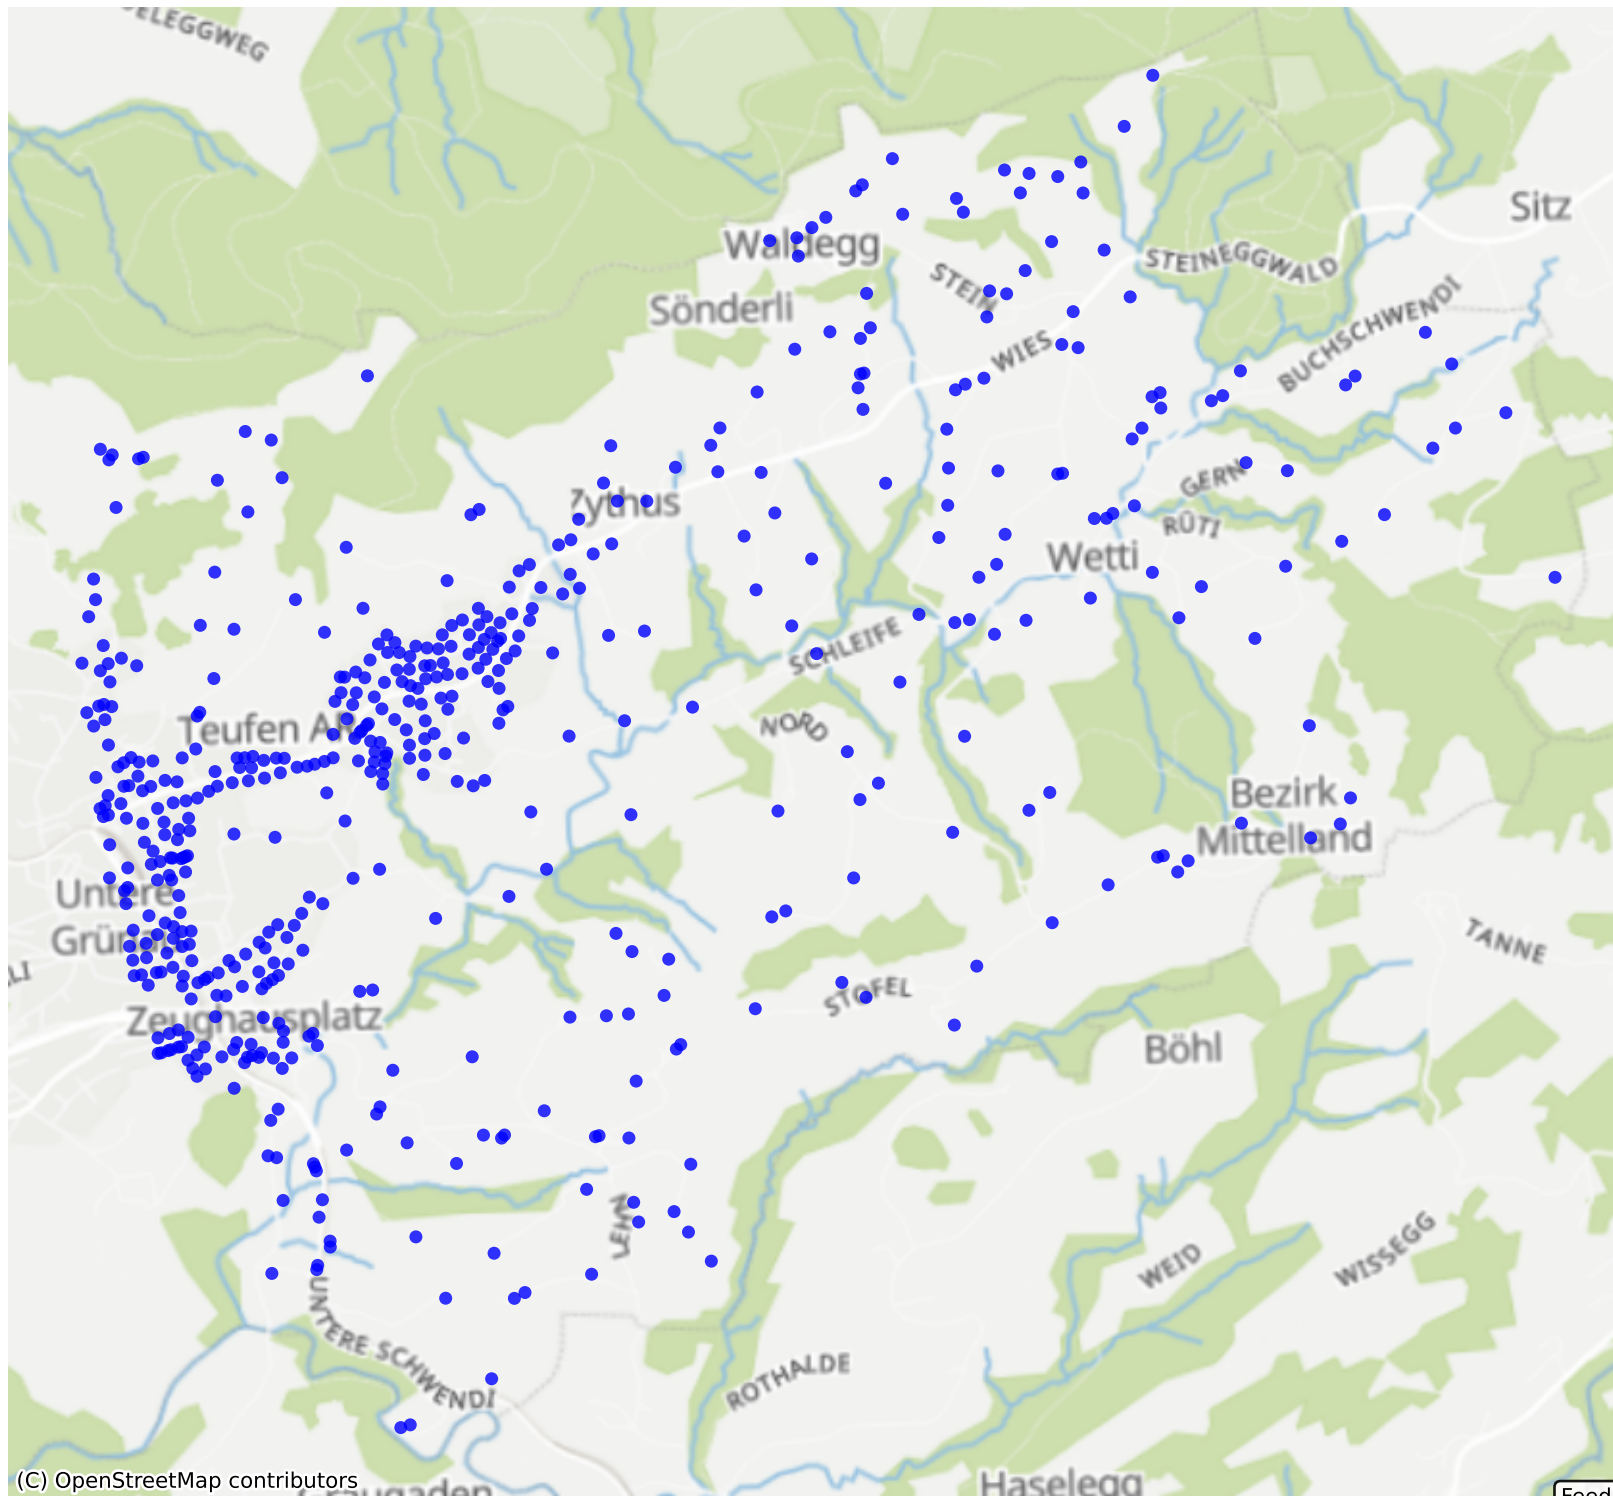 Sitz
STEINEGGWALD
Waldegg
STEIN
Sönderli
BUCHSCHWENDI
WIES
GERN
Zythus
RÜTI
Wetti
SCHLEIFE
Teufen AR
NORD
Bezirk
Mittelland
Untere
TANNE
STOFEL
Zeughausplatz
Böhl
LEHN
WEID
WISSEGG
UNTERE SCHWENDI
ROTHALDE
Haselegg
(C) OpenStreetMap contributors